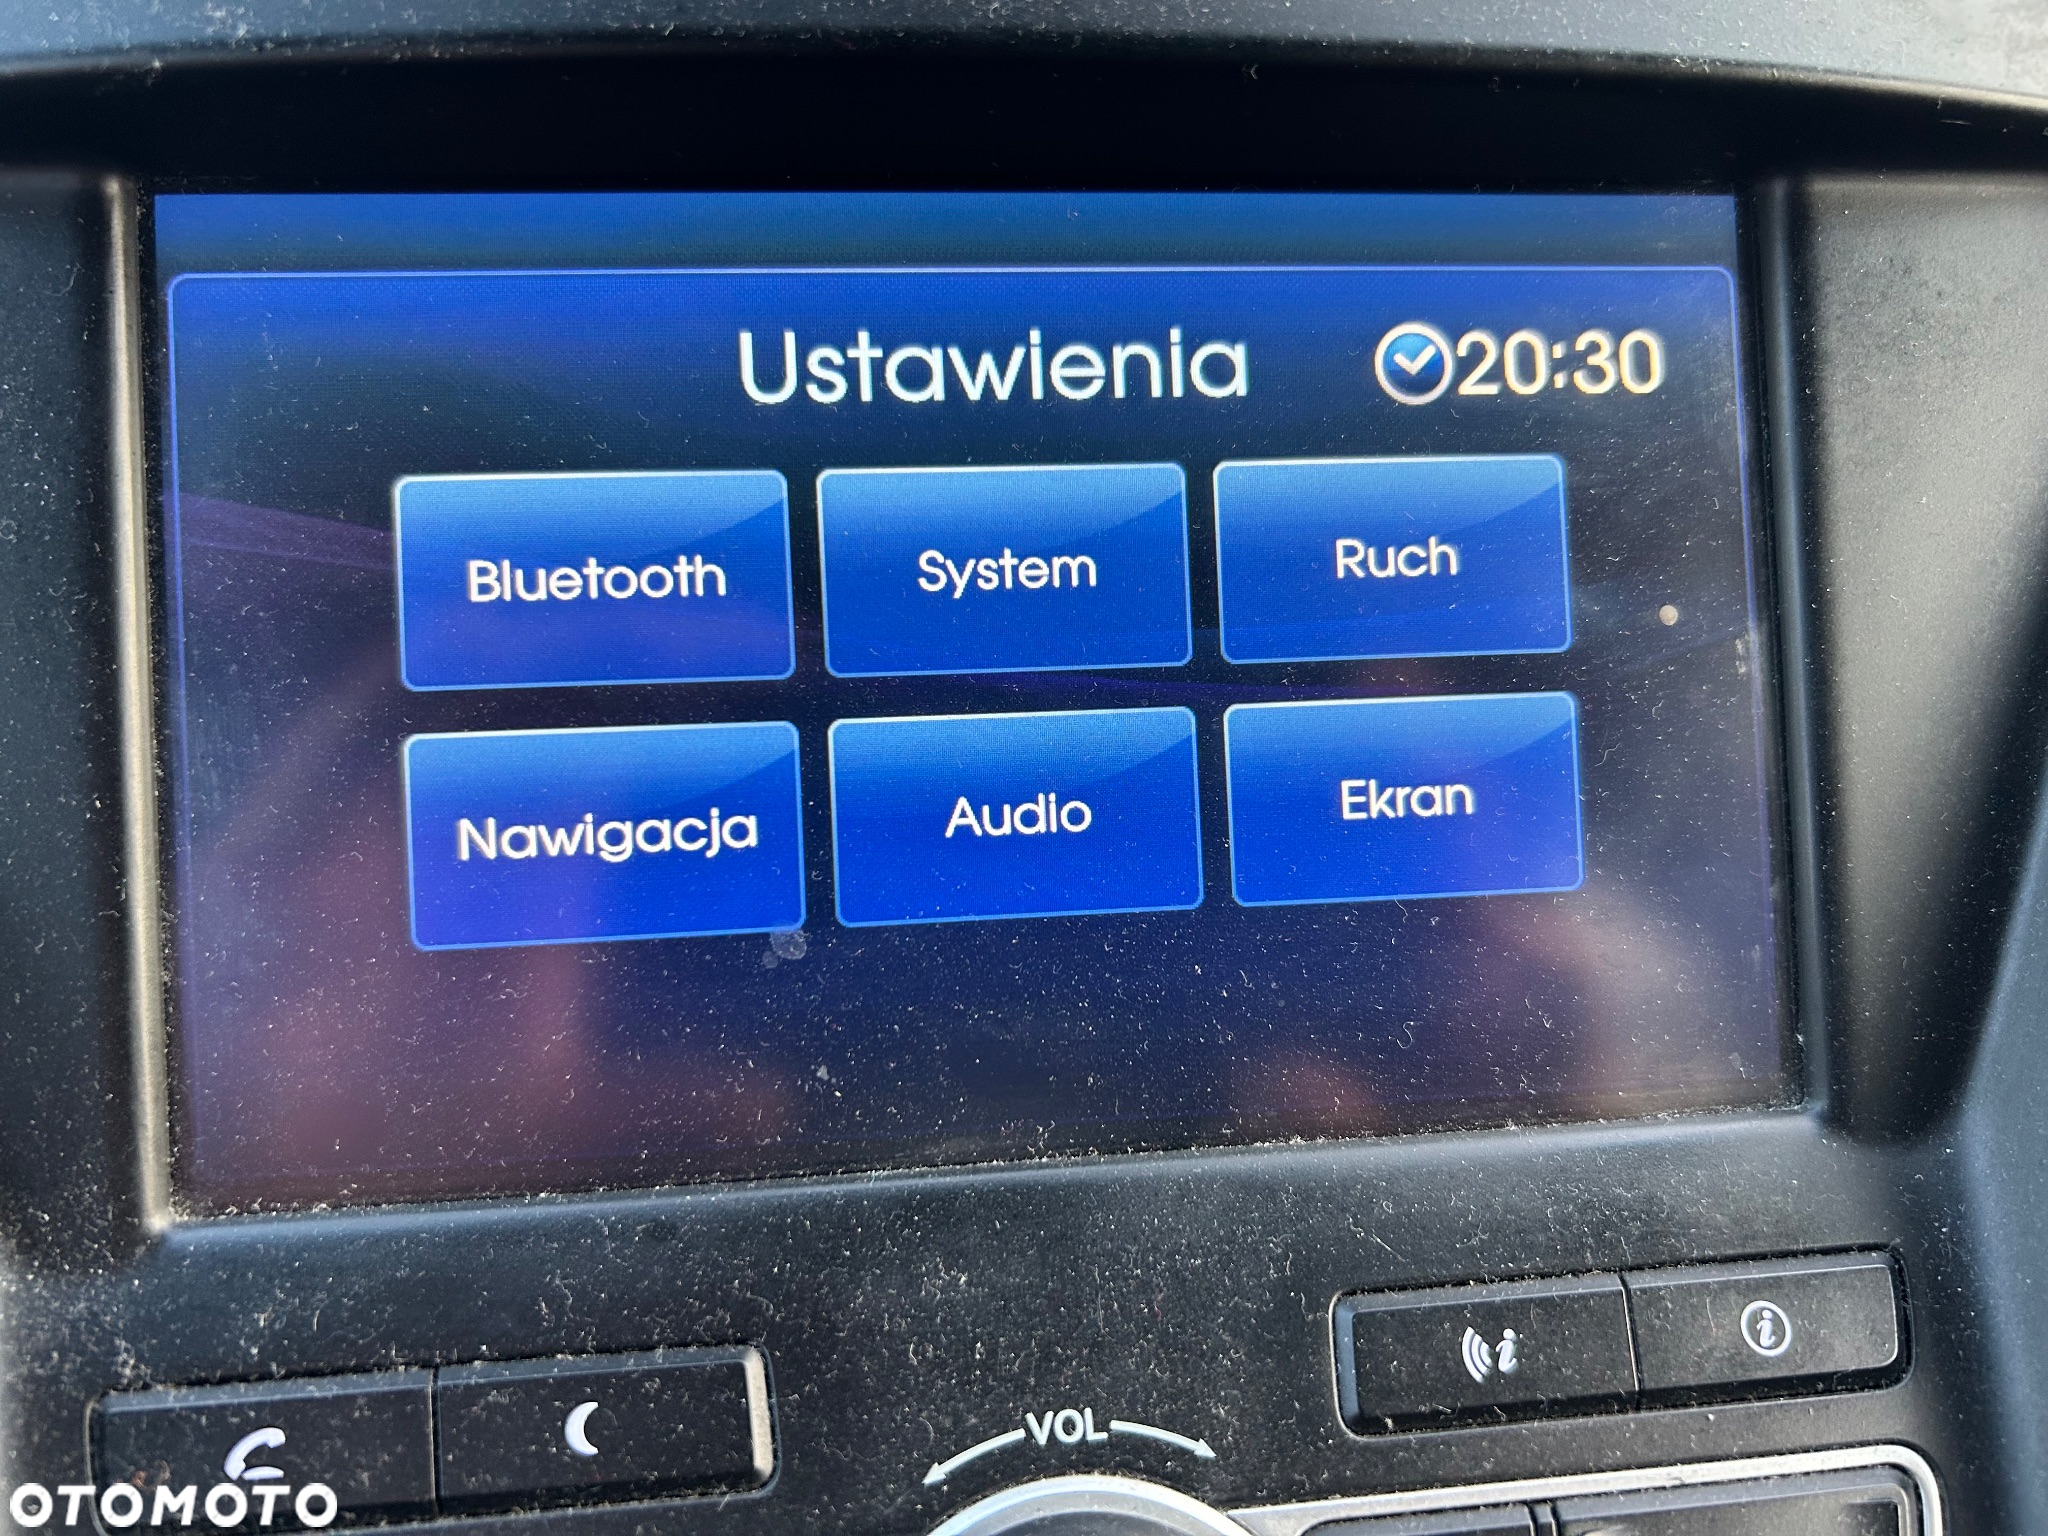 Ustawienia 20:30
Bluetooth System Ruch
Nawigacja Audio Ekran
VOL
OTOMOTO